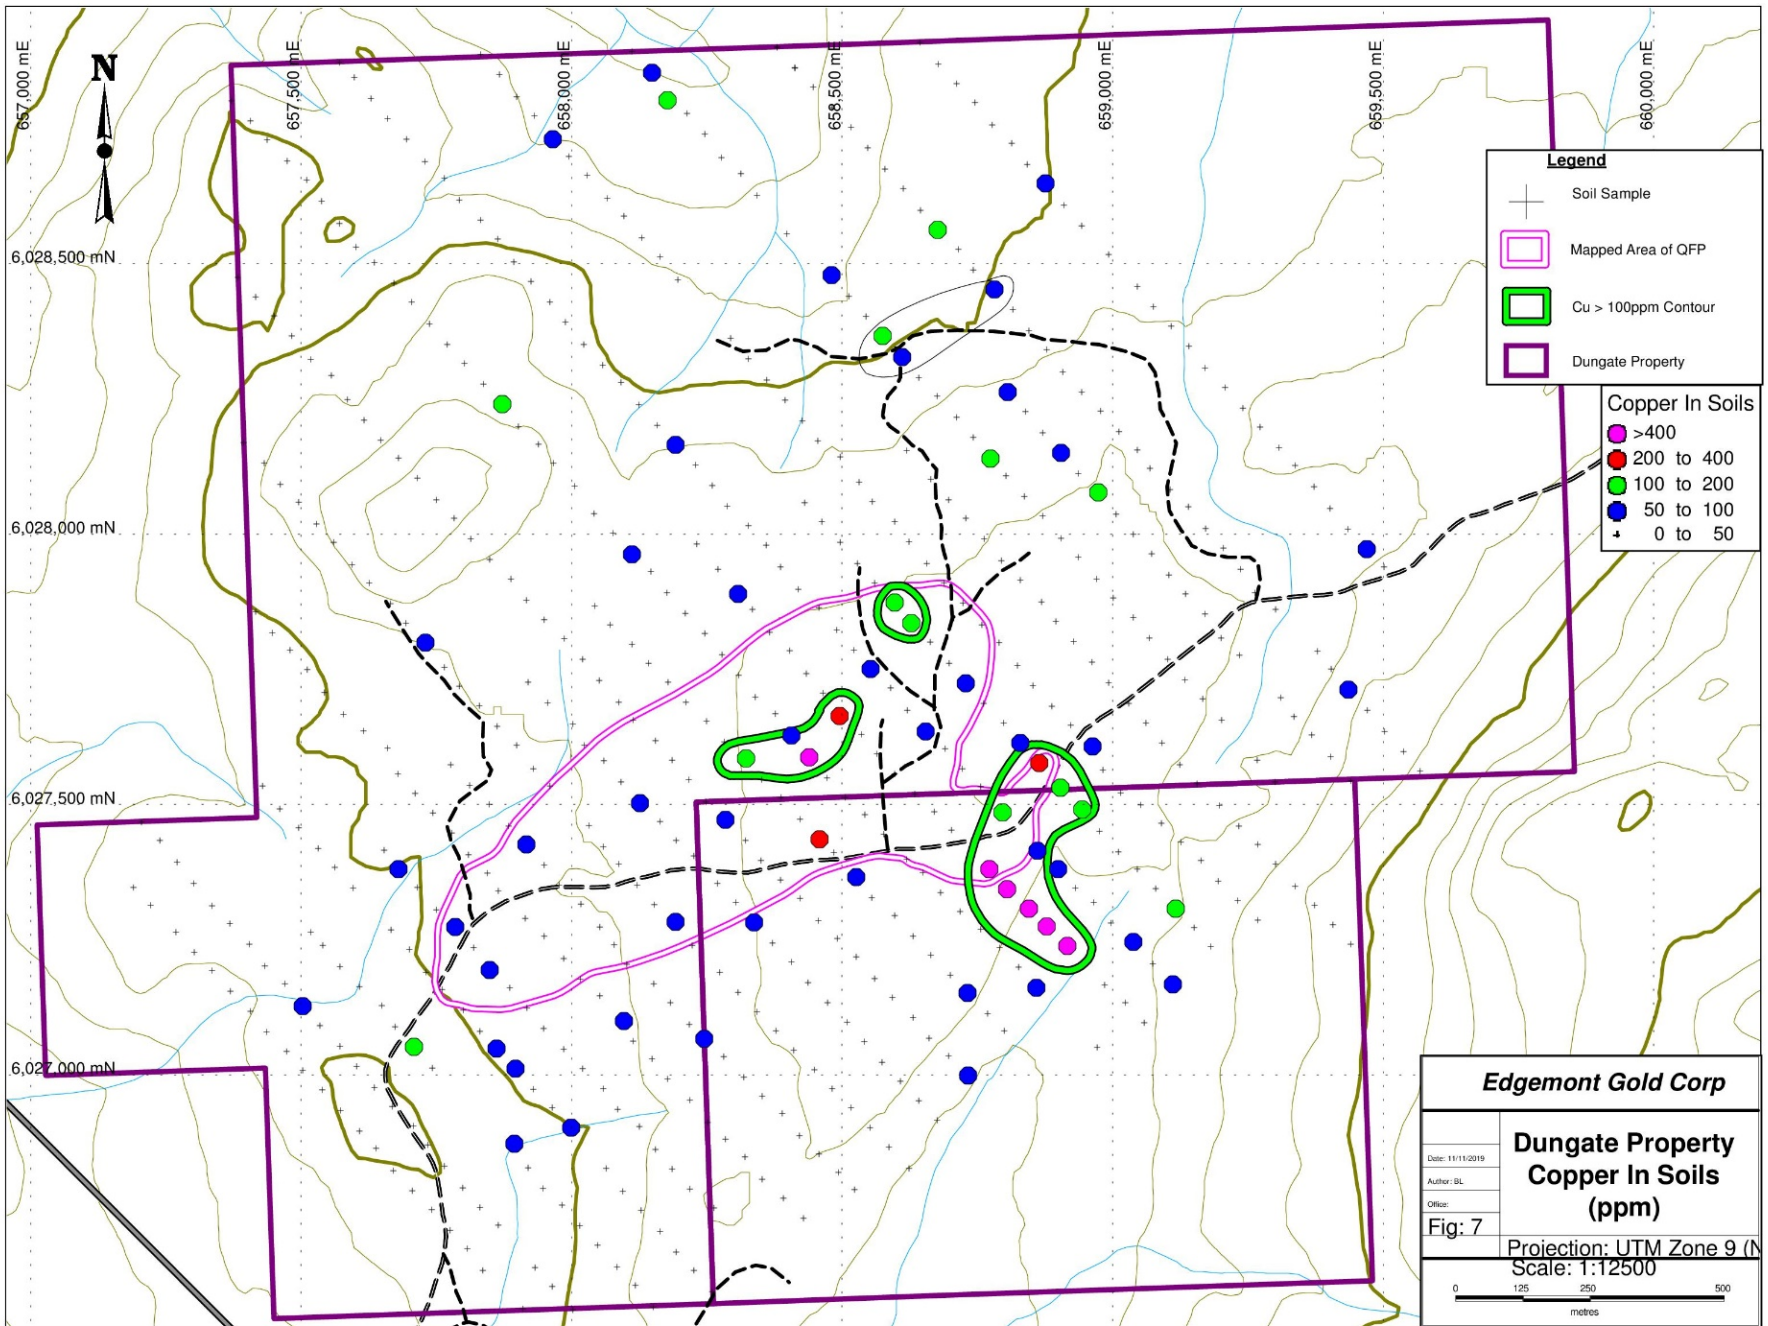 657,000 mE
657,500 mE
658,000 mE
658,500 mE
659,000 mE
659,500 mE
660,000 mE
N
6,028,500 mN
6,028,000 mN
6,027,500 mN
6,027,000 mN
Legend
Soil Sample
Mapped Area of QFP
Cu > 100ppm Contour
Dungate Property
Copper In Soils
>400
200 to 400
100 to 200
50 to 100
0 to 50
Edgemont Gold Corp
Date: 11/11/2019
Author: BL
Office:
Fig: 7
Dungate Property
Copper In Soils
(ppm)
Projection: UTM Zone 9 (N
Scale: 1:12500
0 125 250 500
metres